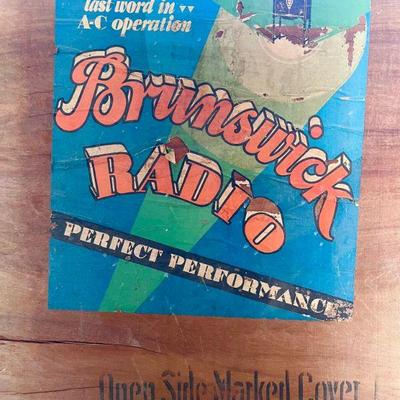 last word in
A-C operation
Brunswick
RADIO
PERFECT PERFORMANCE
Open Side Marked Cover